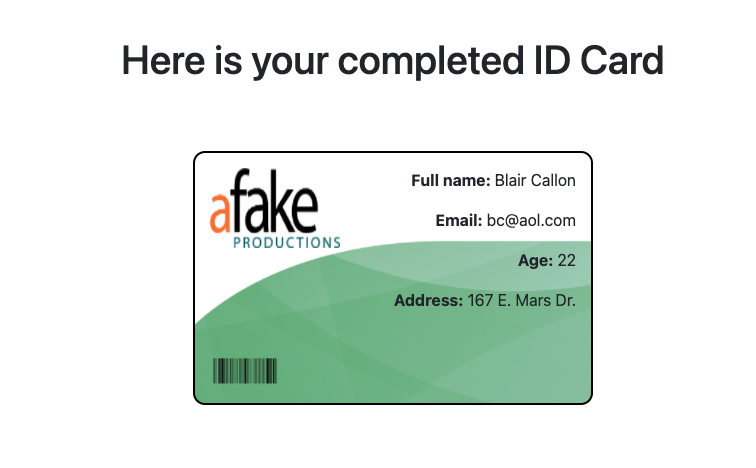 Here is your completed ID Card
afake
PRODUCTIONS
Full name: Blair Callon
Email: bc@aol.com
Age: 22
Address: 167 E. Mars Dr.